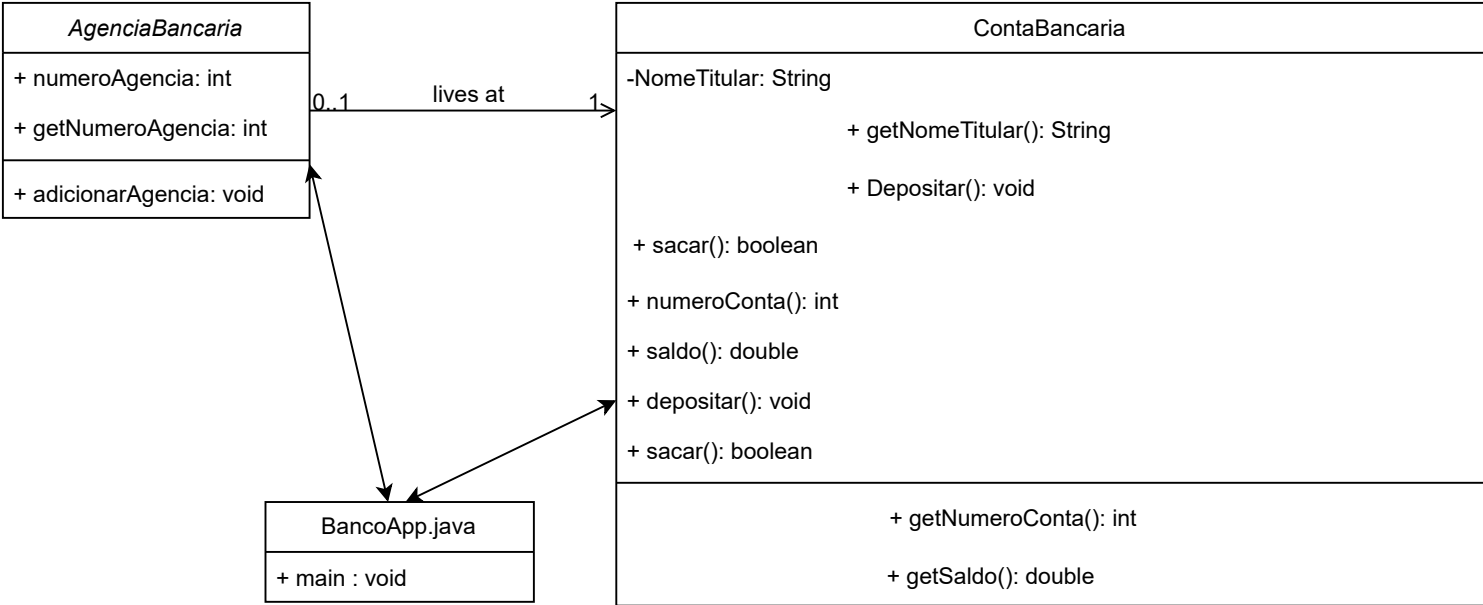 AgenciaBancaria
+ numeroAgencia: int
+ getNumeroAgencia: int
+ adicionarAgencia: void
0..1
lives at
1
ContaBancaria
-NomeTitular: String
+ getNomeTitular(): String
+ Depositar(): void
+ sacar(): boolean
+ numeroConta(): int
+ saldo(): double
+ depositar(): void
+ sacar(): boolean
+ getNumeroConta(): int
+ getSaldo(): double
BancoApp.java
+ main : void